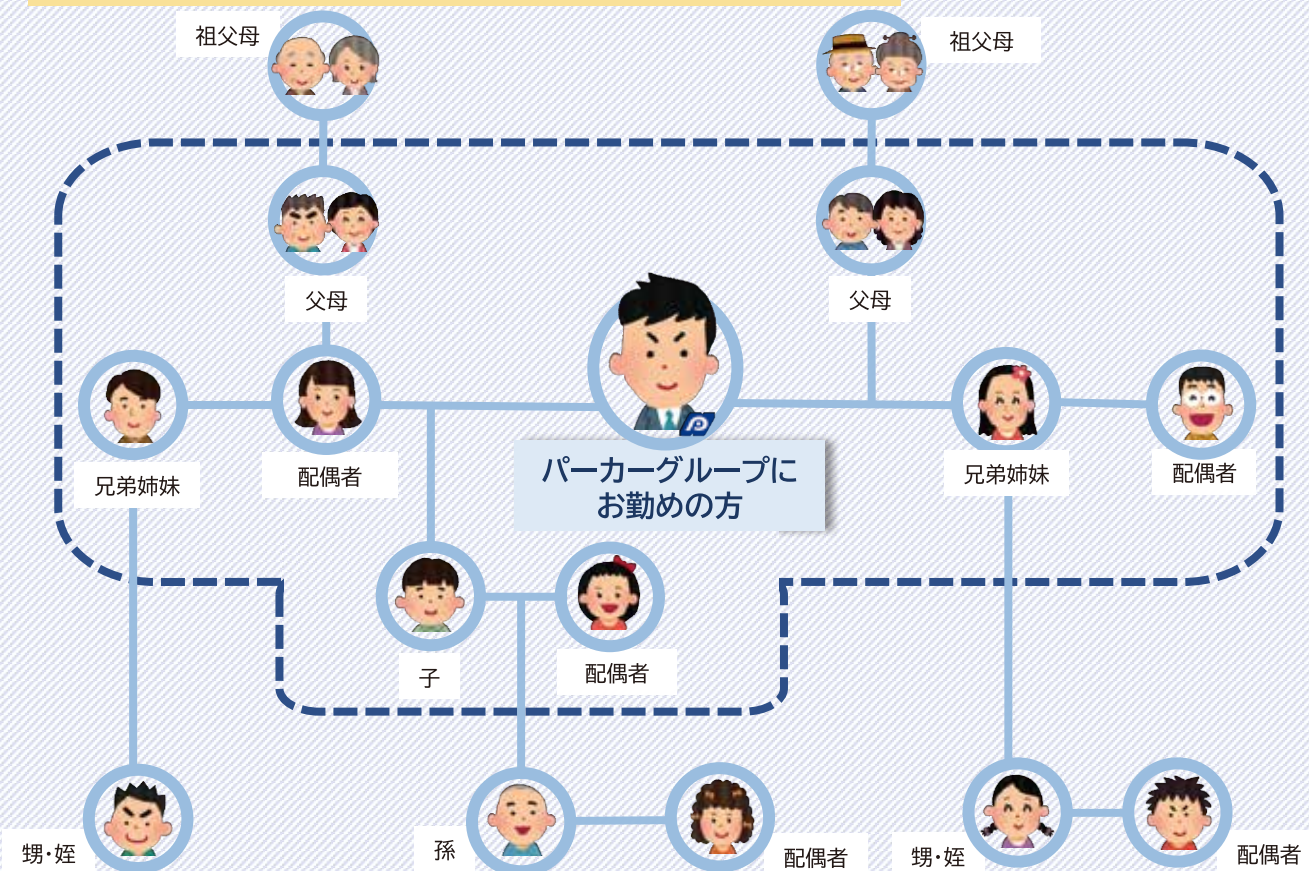 祖父母
祖父母
父母
父母
兄弟姉妹
配偶者
パーカーグループに
お勤めの方
兄弟姉妹
配偶者
子
配偶者
甥・姪
孫
配偶者
甥・姪
配偶者